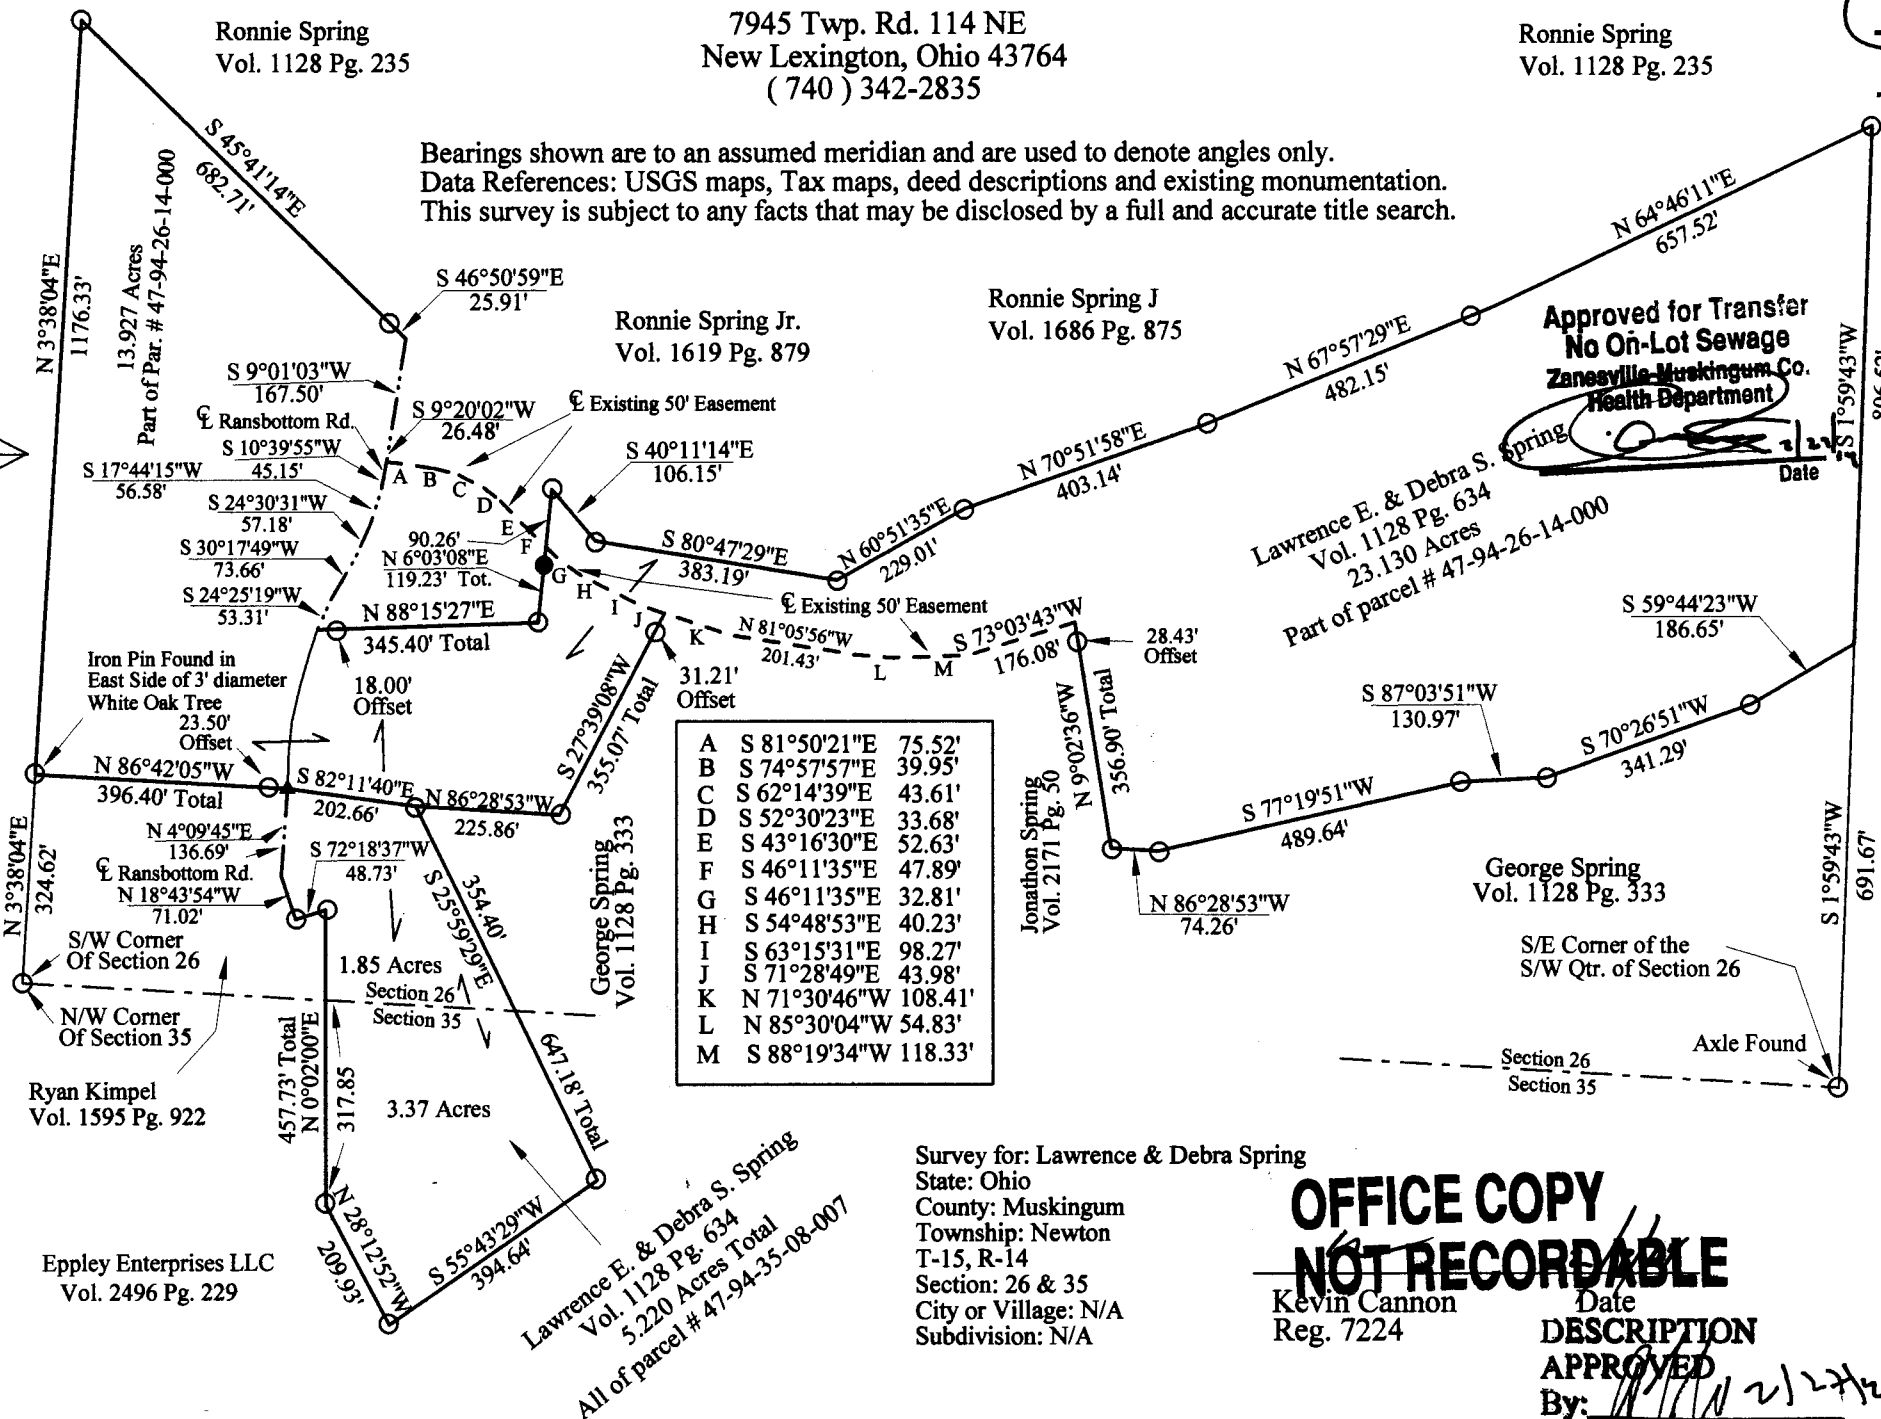 7945 Twp. Rd. 114 NE
New Lexington, Ohio 43764
( 740 ) 342-2835
Ronnie Spring
Vol. 1128 Pg. 235
Ronnie Spring
Vol. 1128 Pg. 235
Bearings shown are to an assumed meridian and are used to denote angles only.
Data References: USGS maps, Tax maps, deed descriptions and existing monumentation.
This survey is subject to any facts that may be disclosed by a full and accurate title search.
S 45°41'14"E
682.71'
N 3°38'04"E
1176.33'
13.927 Acres
Part of Par. # 47-94-26-14-000
S 46°50'59"E
25.91'
Ronnie Spring Jr.
Vol. 1619 Pg. 879
Ronnie Spring J
Vol. 1686 Pg. 875
N 64°46'11"E
657.52'
N 67°57'29"E
482.15'
Approved for Transfer
No On-Lot Sewage
Zanesville-Muskingum Co.
Health Department
Date
S 1°59'43"W
S 9°01'03"W
167.50'
℄ Ransbottom Rd.
S 9°20'02"W
26.48'
℄ Existing 50' Easement
S 10°39'55"W
45.15'
S 17°44'15"W
56.58'
S 24°30'31"W
57.18'
S 30°17'49"W
73.66'
S 24°25'19"W
53.31'
A
B
C
D
E
F
G
H
I
J
K
L
M
S 40°11'14"E
106.15'
90.26'
N 6°03'08"E
119.23' Tot.
S 80°47'29"E
383.19'
N 60°51'35"E
229.01'
N 70°51'58"E
403.14'
Lawrence E. & Debra S. Spring
Vol. 1128 Pg. 634
23.130 Acres
Part of parcel # 47-94-26-14-000
N 88°15'27"E
345.40' Total
℄ Existing 50' Easement
N 81°05'56"W
201.43'
S 73°03'43"W
176.08'
28.43'
Offset
S 59°44'23"W
186.65'
Iron Pin Found in
East Side of 3' diameter
White Oak Tree
23.50'
Offset
18.00'
Offset
31.21'
Offset
S 27°39'08"W
355.07' Total
N 9°02'36"W
356.90' Total
S 87°03'51"W
130.97'
S 70°26'51"W
341.29'
N 86°42'05"W
396.40' Total
S 82°11'40"E
202.66'
N 86°28'53"W
225.86'
S 77°19'51"W
489.64'
A S 81°50'21"E 75.52'
B S 74°57'57"E 39.95'
C S 62°14'39"E 43.61'
D S 52°30'23"E 33.68'
E S 43°16'30"E 52.63'
F S 46°11'35"E 47.89'
G S 46°11'35"E 32.81'
H S 54°48'53"E 40.23'
I S 63°15'31"E 98.27'
J S 71°28'49"E 43.98'
K N 71°30'46"W 108.41'
L N 85°30'04"W 54.83'
M S 88°19'34"W 118.33'
N 4°09'45"E
136.69'
℄ Ransbottom Rd.
N 18°43'54"W
71.02'
S 72°18'37"W
48.73'
N 3°38'04"E
324.62'
354.40'
S 25°59'29"E
647.18' Total
George Spring
Vol. 1128 Pg. 333
Jonathon Spring
Vol. 2171 Pg. 50
N 86°28'53"W
74.26'
George Spring
Vol. 1128 Pg. 333
S 1°59'43"W
691.67'
S/W Corner
Of Section 26
N/W Corner
Of Section 35
1.85 Acres
Section 26
Section 35
S/E Corner of the
S/W Qtr. of Section 26
Axle Found
Section 26
Section 35
Ryan Kimpel
Vol. 1595 Pg. 922
457.73' Total
N 0°02'00"E
317.85
3.37 Acres
N 28°12'52"W
209.93'
S 55°43'29"W
394.64'
Eppley Enterprises LLC
Vol. 2496 Pg. 229
Lawrence E. & Debra S. Spring
Vol. 1128 Pg. 634
5.220 Acres Total
All of parcel # 47-94-35-08-007
Survey for: Lawrence & Debra Spring
State: Ohio
County: Muskingum
Township: Newton
T-15, R-14
Section: 26 & 35
City or Village: N/A
Subdivision: N/A
OFFICE COPY
NOT RECORDABLE
Kevin Cannon
Reg. 7224
Date
DESCRIPTION
APPROVED
By: